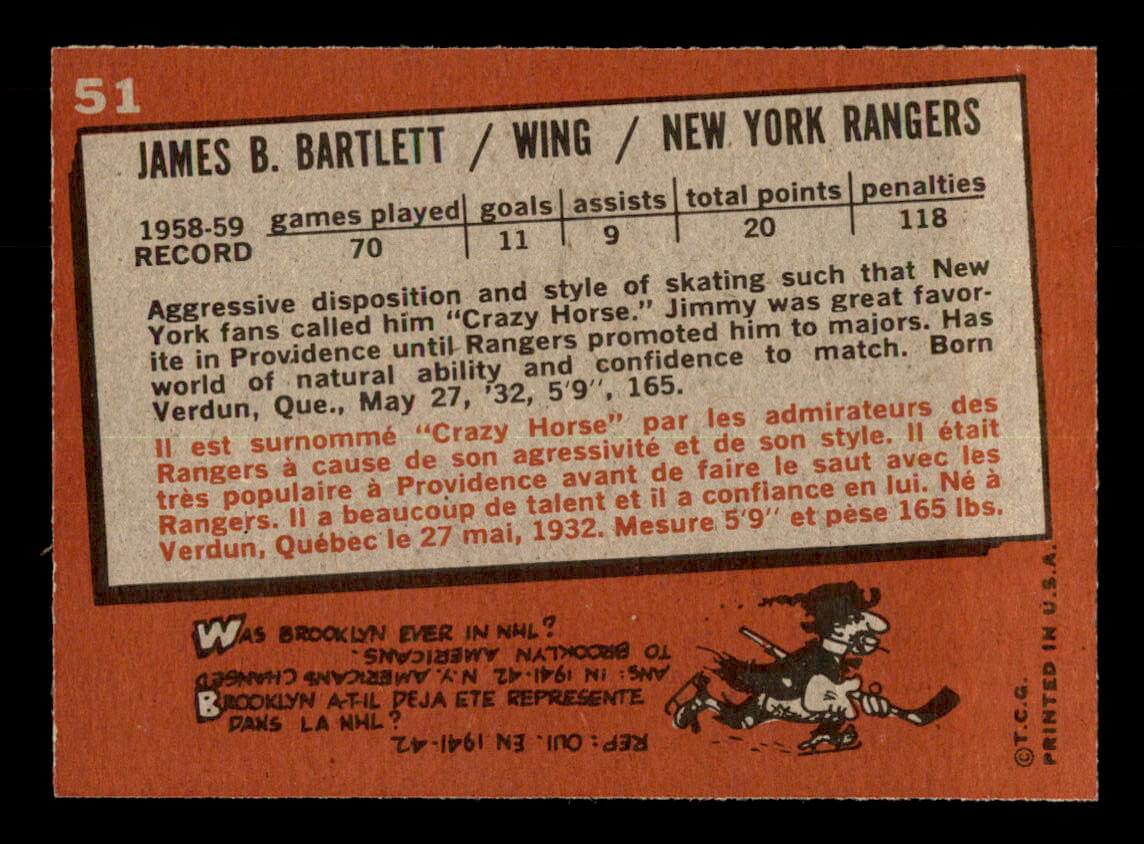 51
JAMES B. BARTLETT / WING / NEW YORK RANGERS
1958-59 RECORD
games played | goals | assists | total points | penalties
70 | 11 | 9 | 20 | 118
Aggressive disposition and style of skating such that New
York fans called him “Crazy Horse.” Jimmy was great favor-
ite in Providence until Rangers promoted him to majors. Has
world of natural ability and confidence to match. Born
Verdun, Que., May 27, '32, 5'9'', 165.
Il est surnommé “Crazy Horse” par les admirateurs des
Rangers à cause de son agressivité et de son style. Il était
très populaire à Providence avant de faire le saut avec les
Rangers. Il a beaucoup de talent et il a confiance en lui. Né à
Verdun, Québec le 27 mai, 1932. Mesure 5'9'' et pèse 165 lbs.
WAS BROOKLYN EVER IN NHL?
ANS: IN 1941-42 N.Y. AMERICANS CHANGED
TO BROOKLYN AMERICANS.
BROOKLYN A-T-IL DEJA ETE REPRESENTE
DANS LA NHL?
REP: OUI. EN 1941-42
©T.C.G.
PRINTED IN U.S.A.